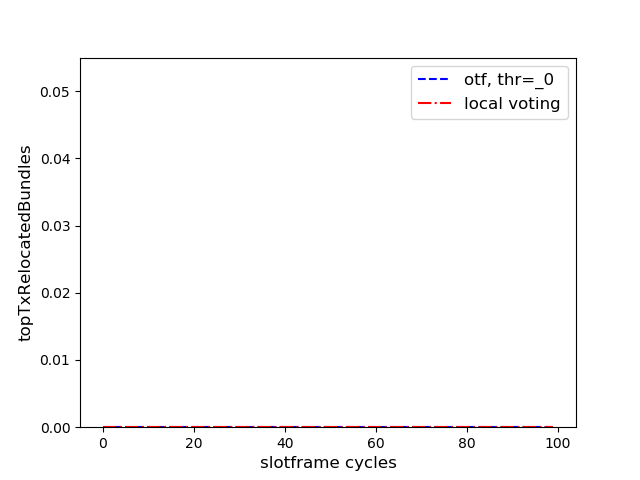 otf, thr=_0
local voting
topTxRelocatedBundles
0.05
0.04
0.03
0.02
0.01
0.00
0 20 40 60 80 100
slotframe cycles